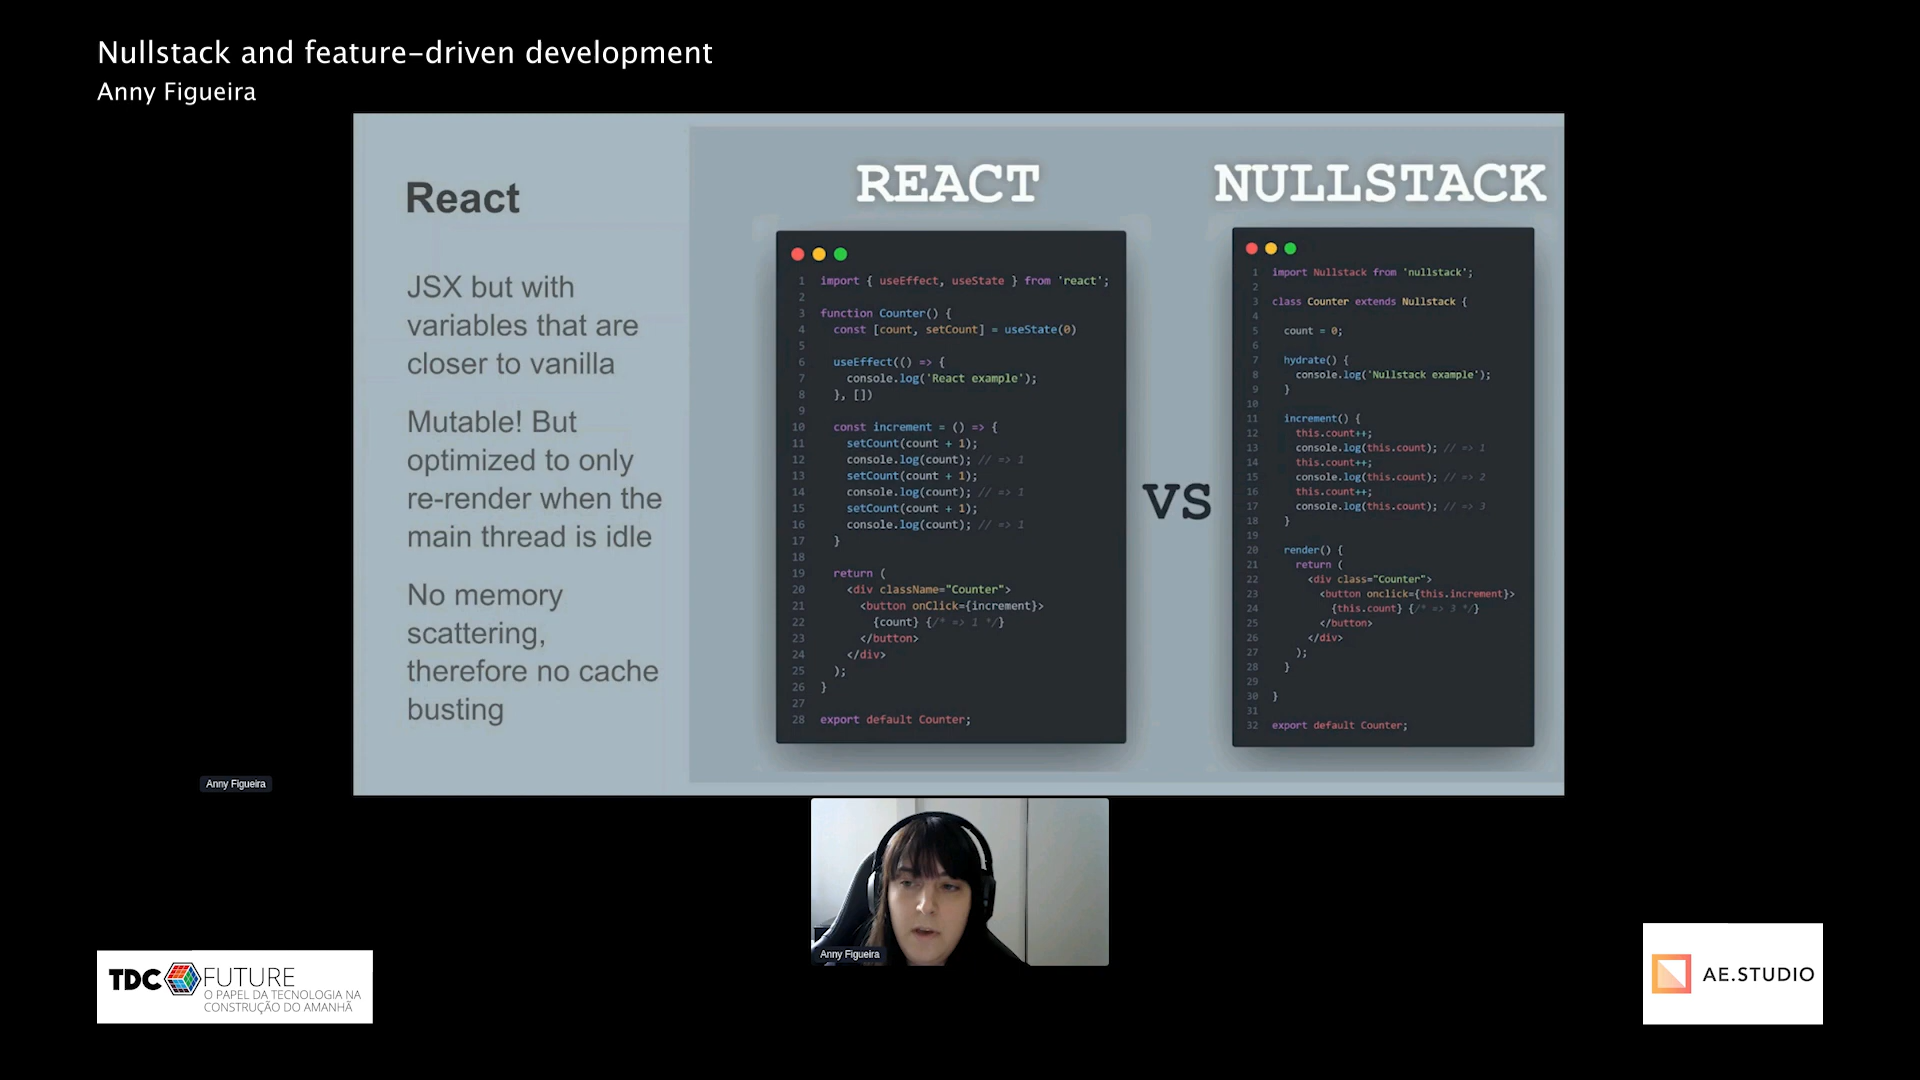 Nullstack and feature-driven development
Anny Figueira
React
JSX but with
variables that are
closer to vanilla
Mutable! But
optimized to only
re-render when the
main thread is idle
No memory
scattering,
therefore no cache
busting
REACT
1 import { useEffect, useState } from 'react';
2
3 function Counter() {
4 const [count, setCount] = useState(0)
5
6 useEffect(() => {
7 console.log('React example');
8 }, [])
9
10 const increment = () => {
11 setCount(count + 1);
12 console.log(count); // => 1
13 setCount(count + 1);
14 console.log(count); // => 1
15 setCount(count + 1);
16 console.log(count); // => 1
17 }
18
19 return (
20 <div className="Counter">
21 <button onClick={increment}>
22 {count} {/* => 1 */}
23 </button>
24 </div>
25 );
26 }
27
28 export default Counter;
VS
NULLSTACK
1 import Nullstack from 'nullstack';
2
3 class Counter extends Nullstack {
4
5 count = 0;
6
7 hydrate() {
8 console.log('Nullstack example');
9 }
10
11 increment() {
12 this.count++;
13 console.log(this.count); // => 1
14 this.count++;
15 console.log(this.count); // => 2
16 this.count++;
17 console.log(this.count); // => 3
18 }
19
20 render() {
21 return (
22 <div class="Counter">
23 <button onclick={this.increment}>
24 {this.count} {/* => 3 */}
25 </button>
26 </div>
27 );
28 }
29
30 }
31
32 export default Counter;
Anny Figueira
Anny Figueira
TDC FUTURE
O PAPEL DA TECNOLOGIA NA
CONSTRUÇÃO DO AMANHÃ
AE.STUDIO